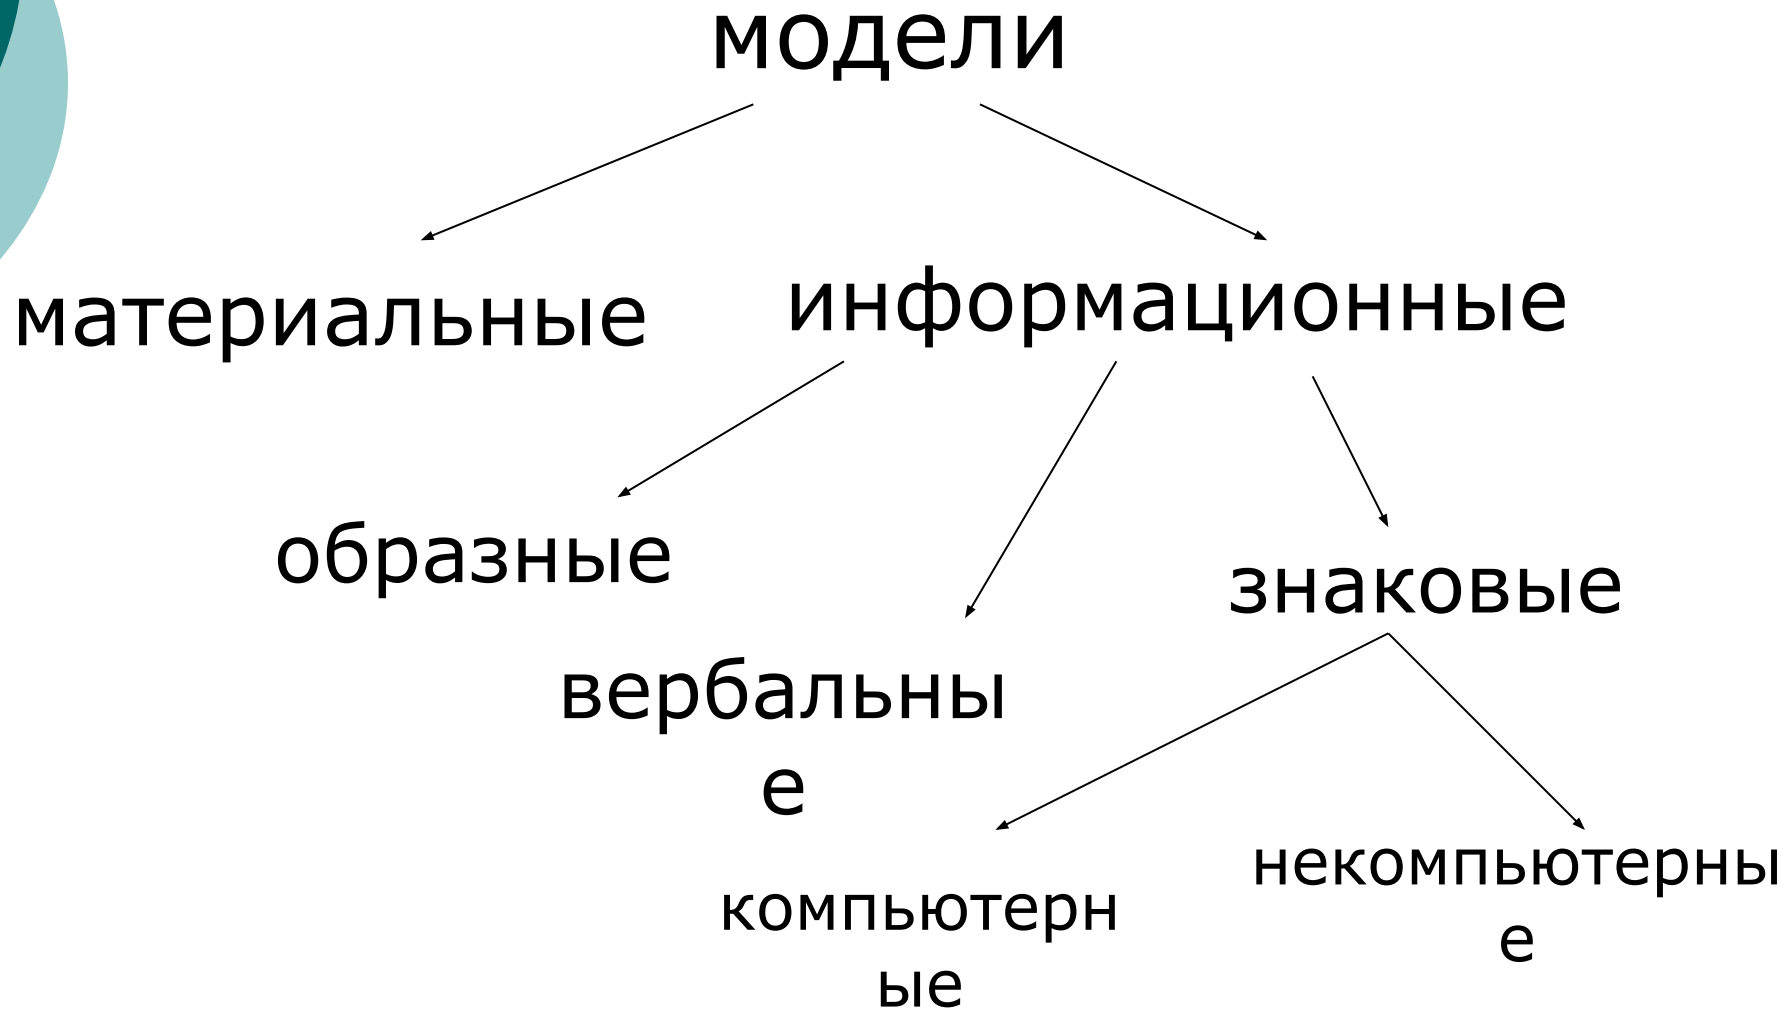 модели
материальные
информационные
образные
знаковые
вербальны
е
компьютерн
ые
некомпьютерны
е